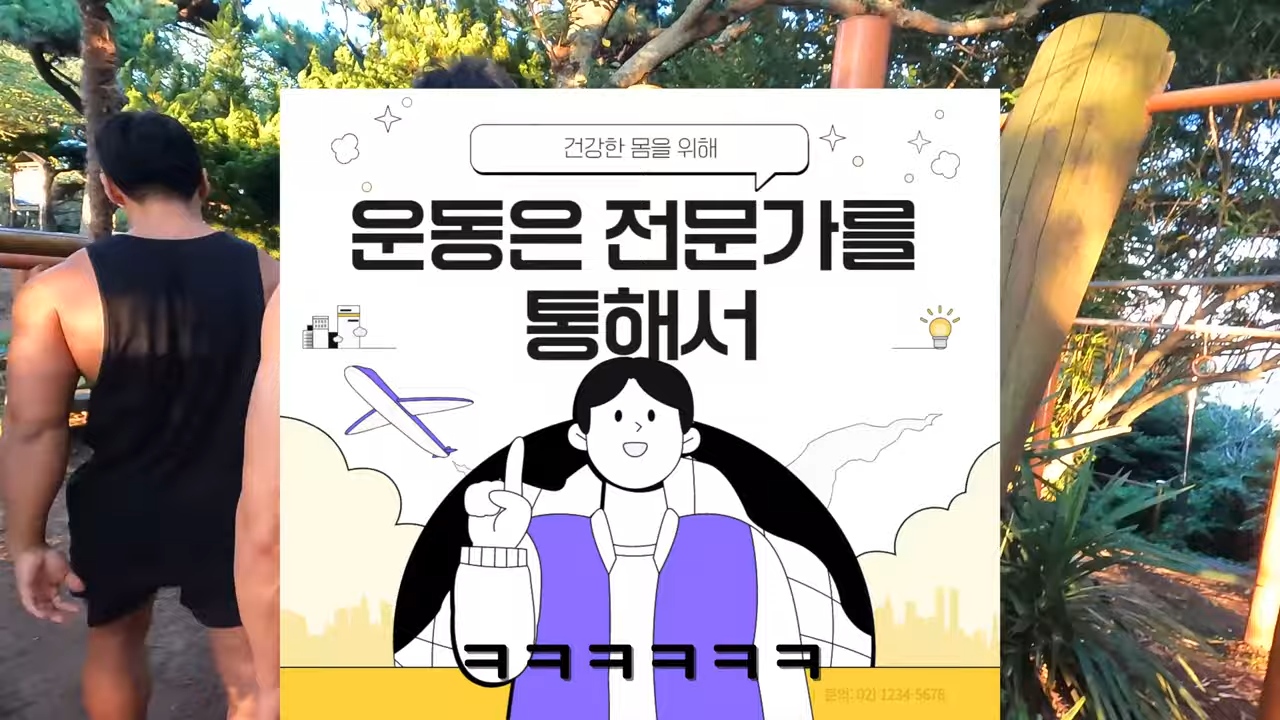 건강한 몸을 위해
운동은 전문가를
통해서
ㅋㅋㅋㅋㅋㅋ
문의: 02) 1234-5678